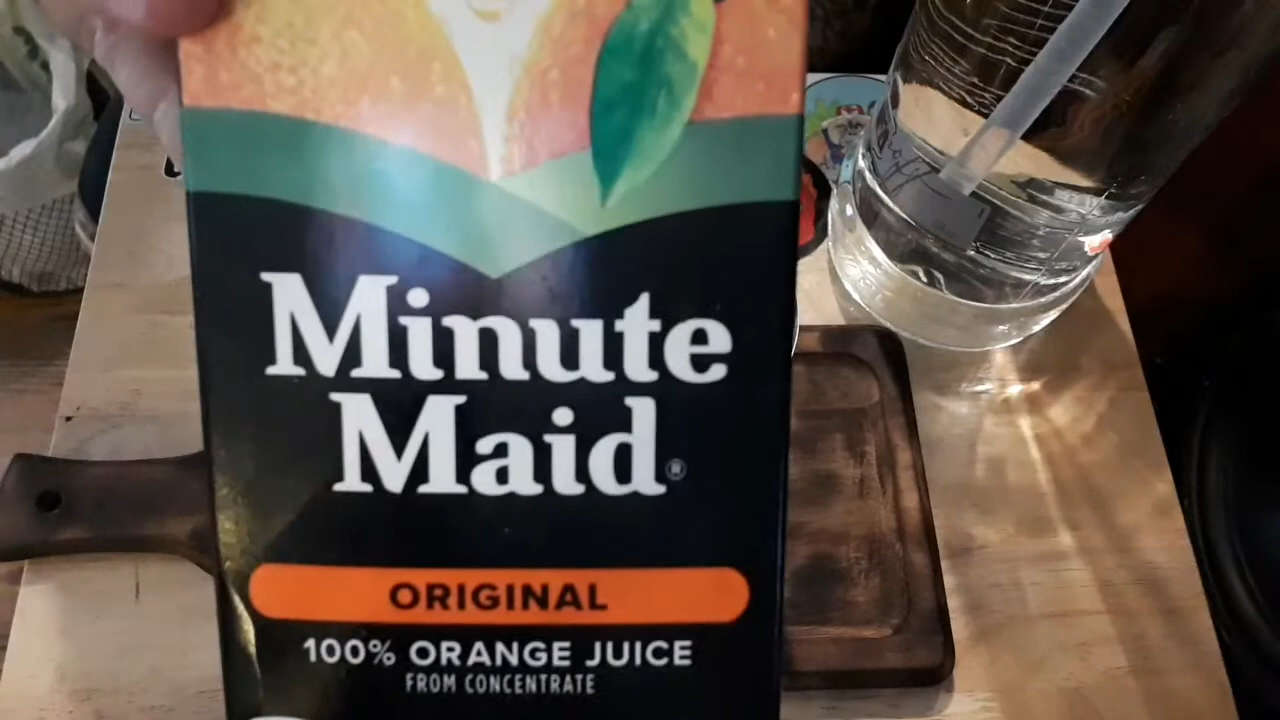 Minute
Maid®
ORIGINAL
100% ORANGE JUICE
FROM CONCENTRATE